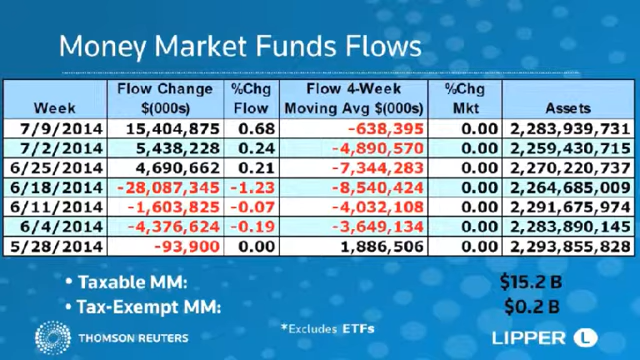 Money Market Funds Flows
Flow Change %Chg Flow 4-Week %Chg
Week $(000s) Flow Moving Avg $(000s) Mkt Assets
7/9/2014 15,404,875 0.68 -638,395 0.00 2,283,939,731
7/2/2014 5,438,228 0.24 -4,890,570 0.00 2,259,430,715
6/25/2014 4,690,662 0.21 -7,344,283 0.00 2,270,220,737
6/18/2014 -28,087,345 -1.23 -8,540,424 0.00 2,264,685,009
6/11/2014 -1,603,825 -0.07 -4,032,108 0.00 2,291,675,974
6/4/2014 -4,376,624 -0.19 -3,649,134 0.00 2,283,890,145
5/28/2014 -93,900 0.00 1,886,506 0.00 2,293,855,828
• Taxable MM: $15.2 B
• Tax-Exempt MM: $0.2 B
*Excludes ETFs
THOMSON REUTERS LIPPER L